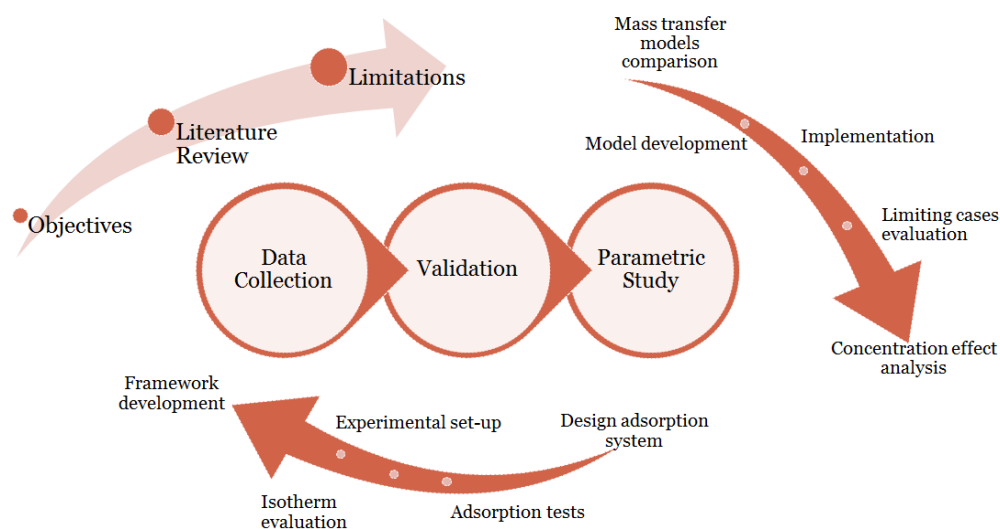 Objectives
Literature
Review
Limitations
Mass transfer
models
comparison
Model development
Implementation
Limiting cases
evaluation
Concentration effect
analysis
Data
Collection
Validation
Parametric
Study
Design adsorption
system
Adsorption tests
Experimental set-up
Isotherm
evaluation
Framework
development